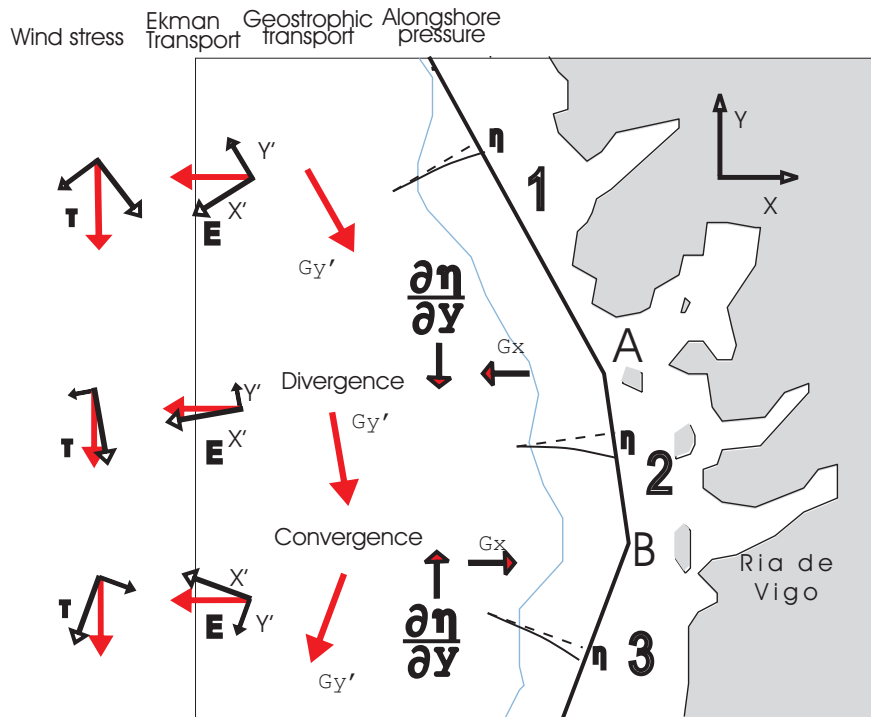 Wind stress
Ekman Transport
Geostrophic transport
Alongshore pressure
η
Y
X
1
Y'
X'
E
T
Gy'
∂η
∂y
Gx
A
Divergence
Y'
X'
E
T
Gy'
η
2
Convergence
Gx
B
Ria de
Vigo
X'
Y'
E
T
∂η
∂y
η
3
Gy'